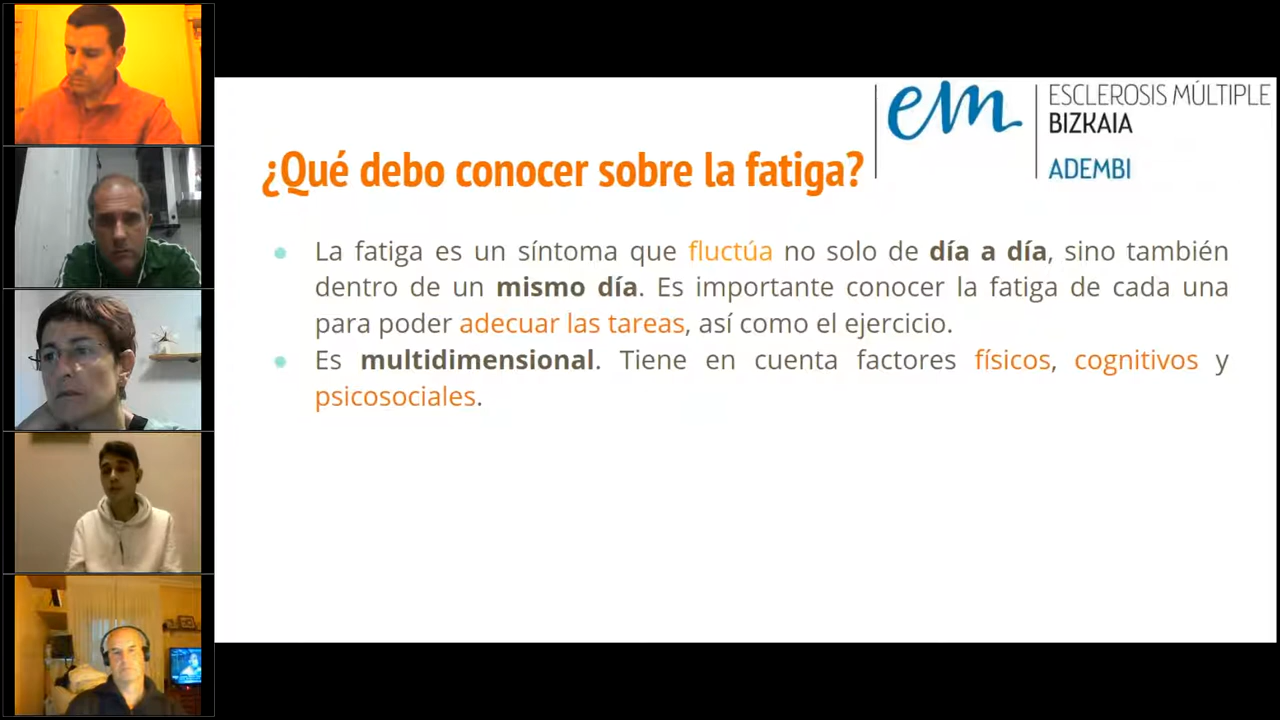 em
ESCLEROSIS MÚLTIPLE
BIZKAIA
ADEMBI
¿Qué debo conocer sobre la fatiga?
La fatiga es un síntoma que fluctúa no solo de día a día, sino también
dentro de un mismo día. Es importante conocer la fatiga de cada una
para poder adecuar las tareas, así como el ejercicio.
Es multidimensional. Tiene en cuenta factores físicos, cognitivos y
psicosociales.